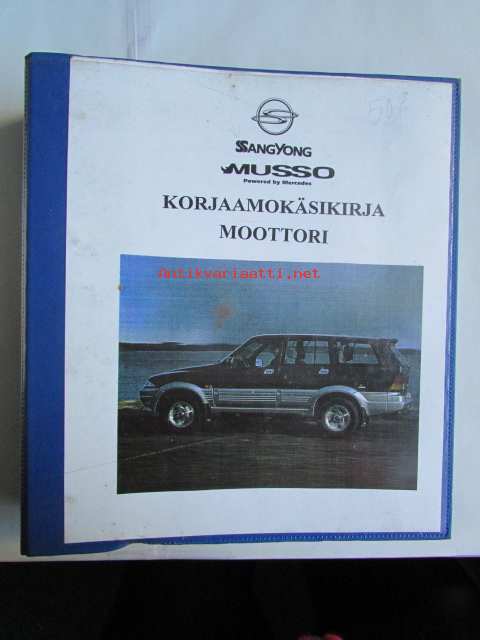 SSANGYONG
MUSSO
Powered by Mercedes
KORJAAMOKÄSIKIRJA
MOOTTORI
Antikvariaatti.net